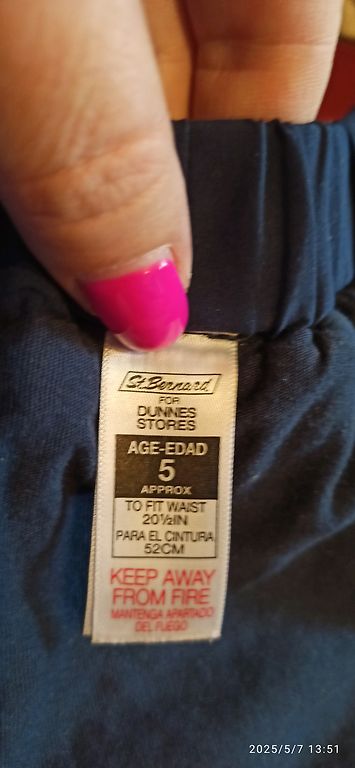 St. Bernard
FOR
DUNNES
STORES
AGE-EDAD
5
APPROX
TO FIT WAIST
20½IN
PARA EL CINTURA
52CM
KEEP AWAY
FROM FIRE
MANTENGA APARTADO
DEL FUEGO
2025/5/7 13:51